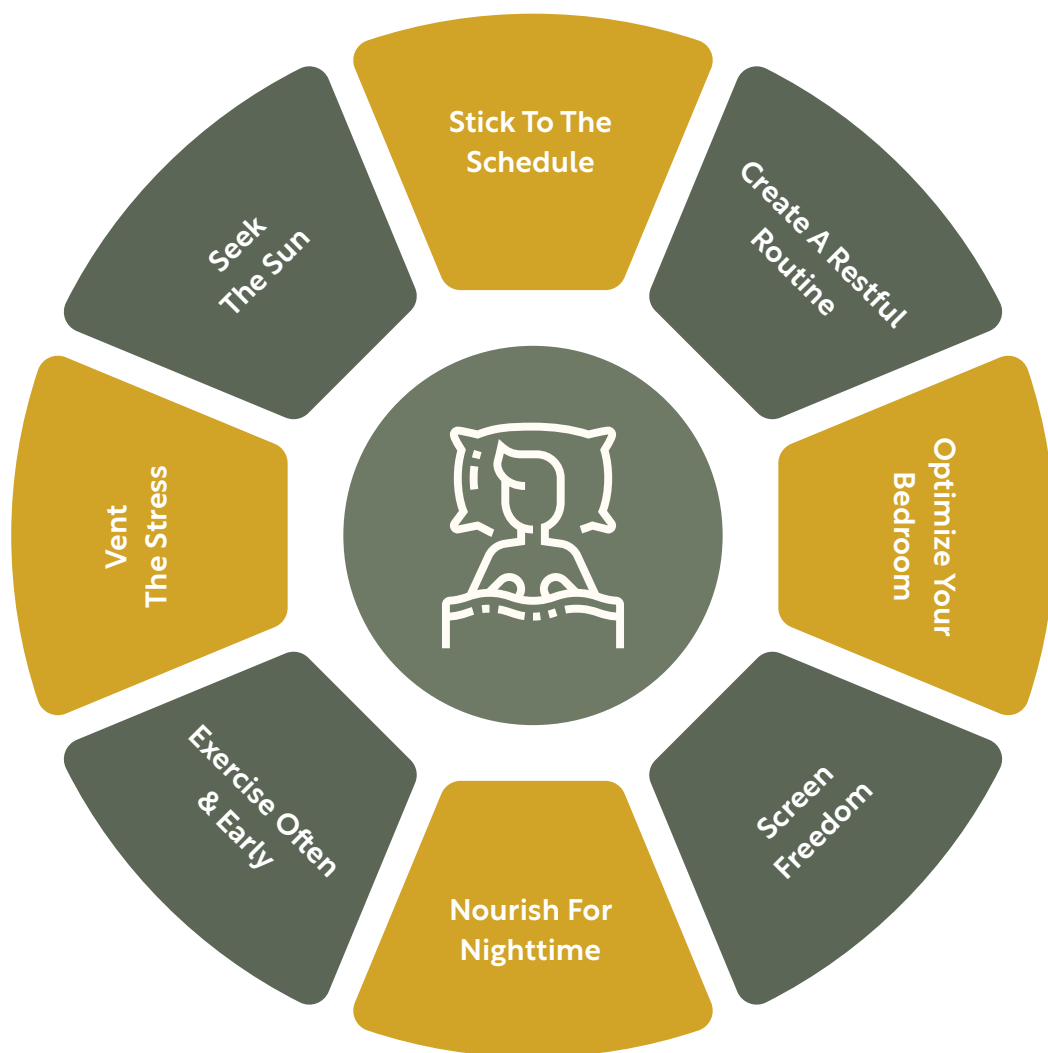 Stick To The
Schedule
Create A Restful
Routine
Optimize Your
Bedroom
Screen
Freedom
Nourish For
Nighttime
Exercise Often
& Early
Vent
The Stress
Seek
The Sun